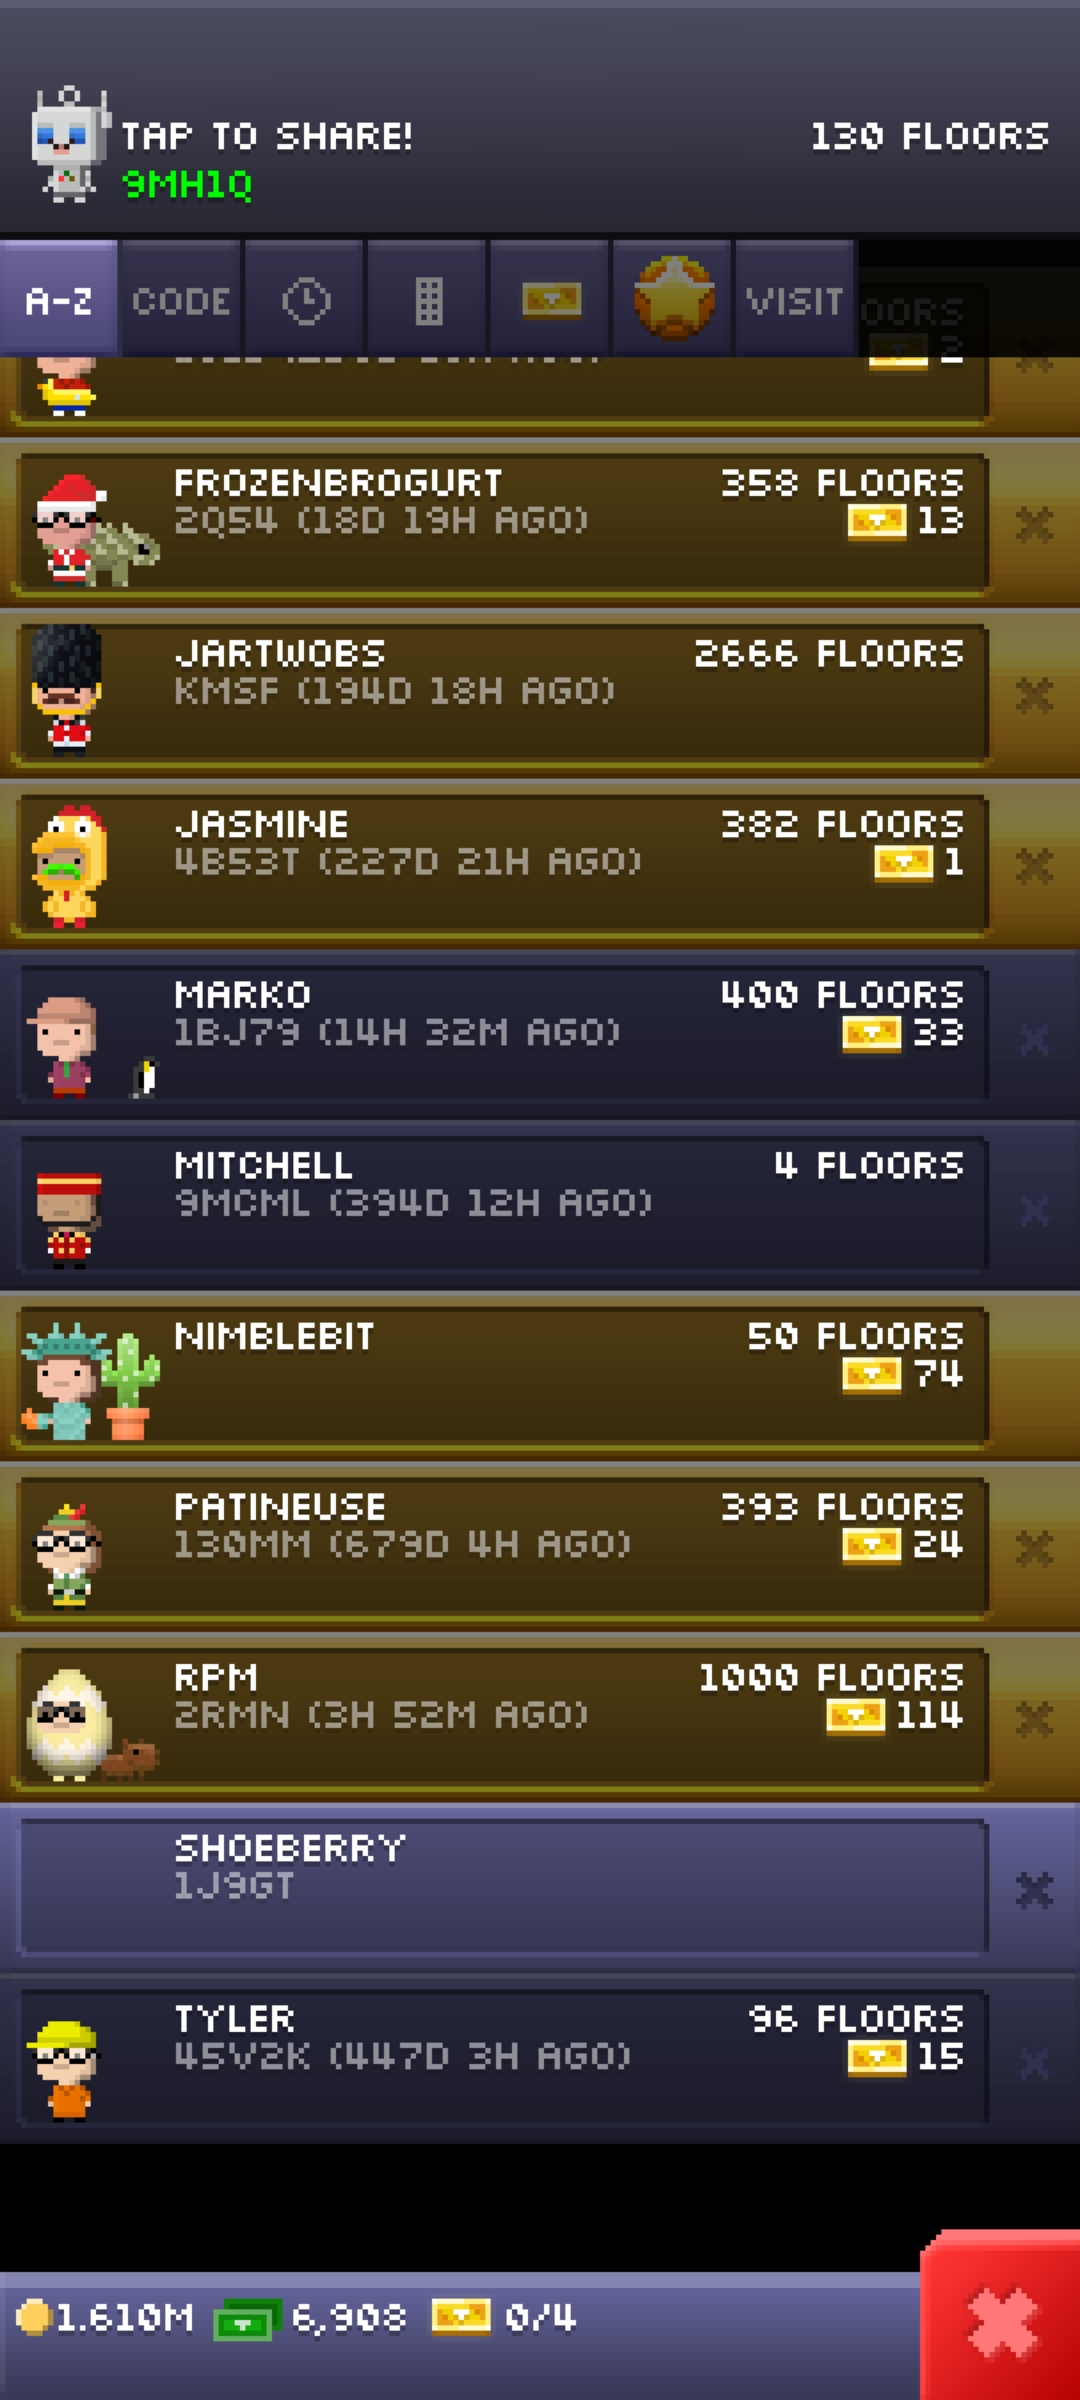 TAP TO SHARE!
130 FLOORS
9MH1Q
A-Z CODE VISIT
2
FROZENBROGURT 358 FLOORS
2Q54 (18D 19H AGO) 13
JARTWOBS 2666 FLOORS
KMSF (194D 18H AGO)
JASMINE 382 FLOORS
4B53T (227D 21H AGO) 1
MARKO 400 FLOORS
1BJ79 (14H 32M AGO) 33
MITCHELL 4 FLOORS
9MCML (394D 12H AGO)
NIMBLEBIT 50 FLOORS
74
PATINEUSE 393 FLOORS
130MM (679D 4H AGO) 24
RPM 1000 FLOORS
2RMN (3H 52M AGO) 114
SHOEBERRY
1J9GT
TYLER 96 FLOORS
45V2K (447D 3H AGO) 15
1.610M 6,908 0/4